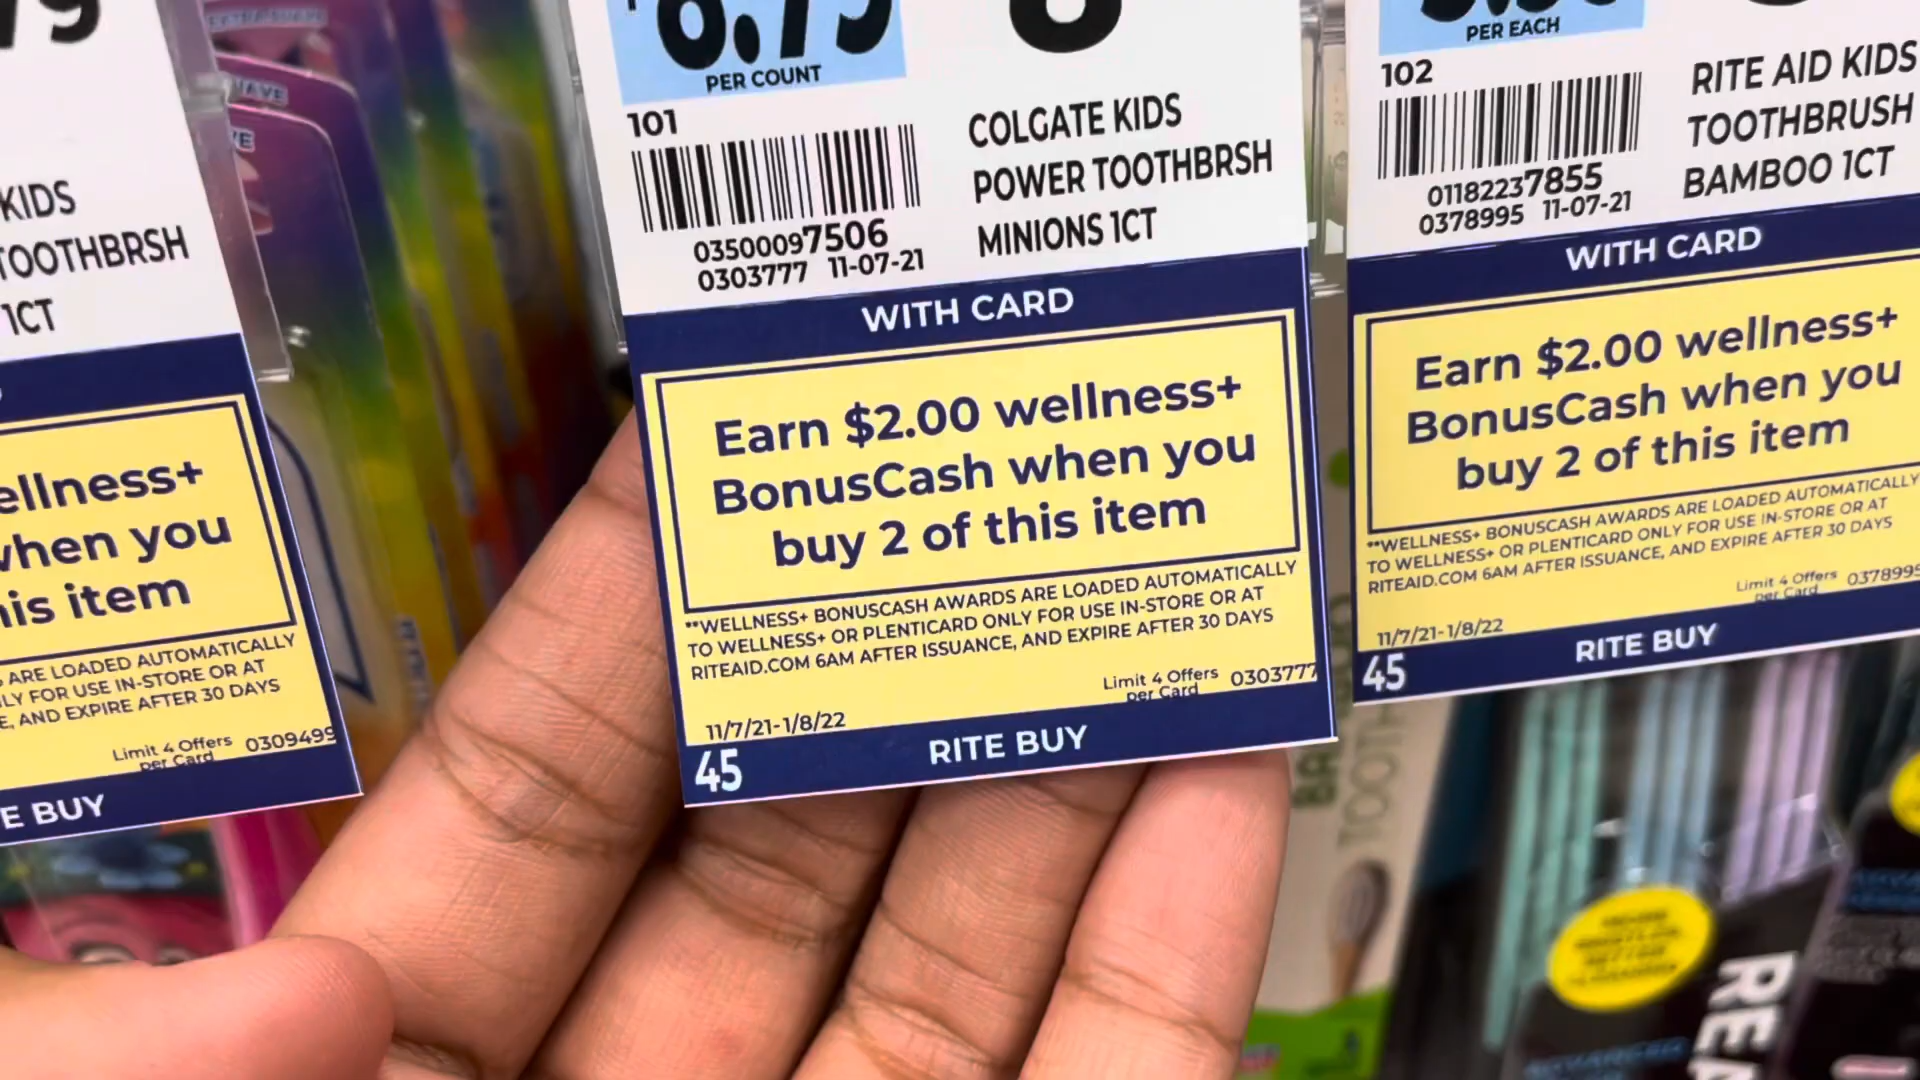 KIDS
TOOTHBRSH
1CT
ellness+
when you
his item
ARE LOADED AUTOMATICALLY
LY FOR USE IN-STORE OR AT
E, AND EXPIRE AFTER 30 DAYS
Limit 4 Offers
per Card
0309499
E BUY
PER COUNT
101
COLGATE KIDS
POWER TOOTHBRSH
MINIONS 1CT
03500097506
0303777 11-07-21
WITH CARD
Earn $2.00 wellness+
BonusCash when you
buy 2 of this item
**WELLNESS+ BONUSCASH AWARDS ARE LOADED AUTOMATICALLY
TO WELLNESS+ OR PLENTICARD ONLY FOR USE IN-STORE OR AT
RITEAID.COM 6AM AFTER ISSUANCE, AND EXPIRE AFTER 30 DAYS
Limit 4 Offers
per Card
0303777
11/7/21-1/8/22
45
RITE BUY
PER EACH
102
RITE AID KIDS
TOOTHBRUSH
BAMBOO 1CT
01182237855
0378995 11-07-21
WITH CARD
Earn $2.00 wellness+
BonusCash when you
buy 2 of this item
**WELLNESS+ BONUSCASH AWARDS ARE LOADED AUTOMATICALLY
TO WELLNESS+ OR PLENTICARD ONLY FOR USE IN-STORE OR AT
RITEAID.COM 6AM AFTER ISSUANCE, AND EXPIRE AFTER 30 DAYS
Limit 4 Offers
per Card
037899
11/7/21-1/8/22
45
RITE BUY